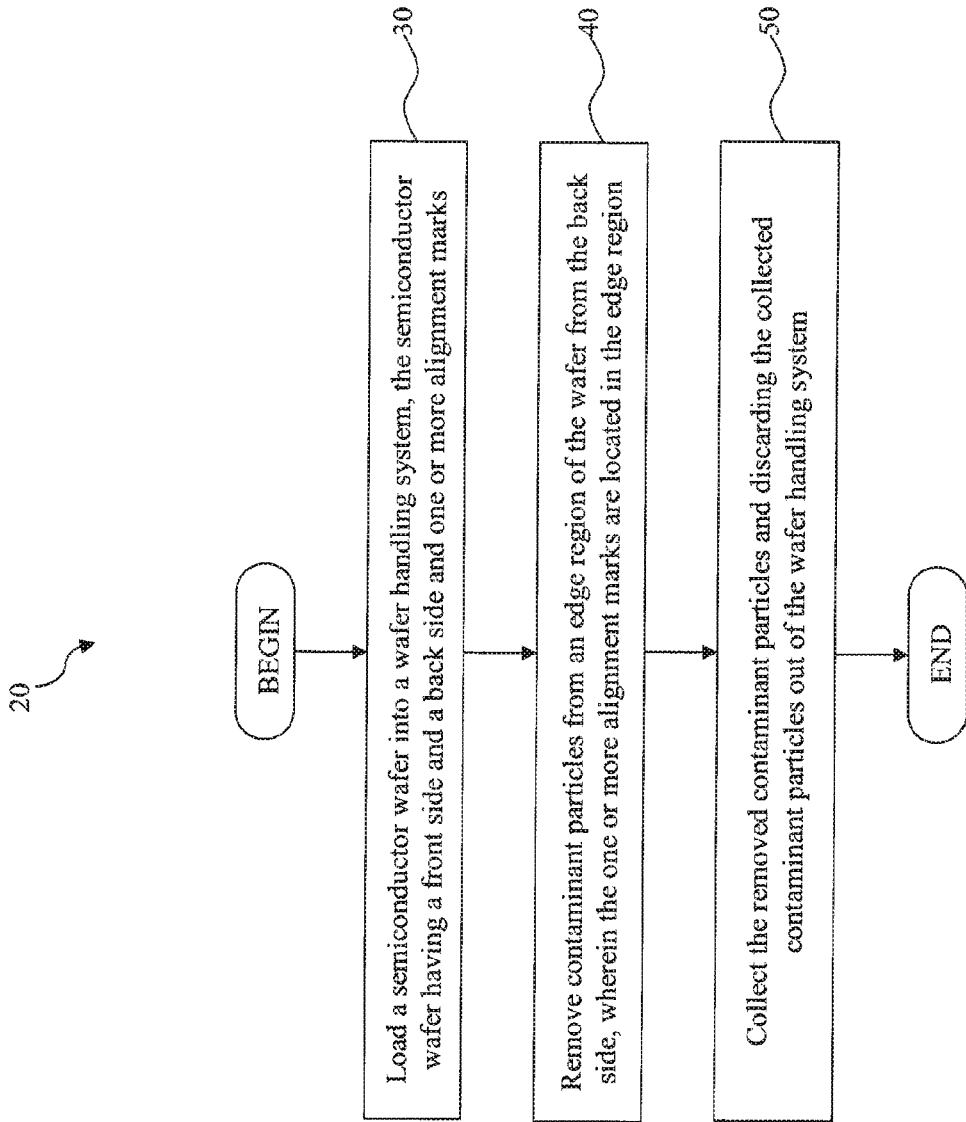 20
BEGIN
Load a semiconductor wafer into a wafer handling system, the semiconductor
wafer having a front side and a back side and one or more alignment marks
30
Remove contaminant particles from an edge region of the wafer from the back
side, wherein the one or more alignment marks are located in the edge region
40
Collect the removed contaminant particles and discarding the collected
contaminant particles out of the wafer handling system
50
END